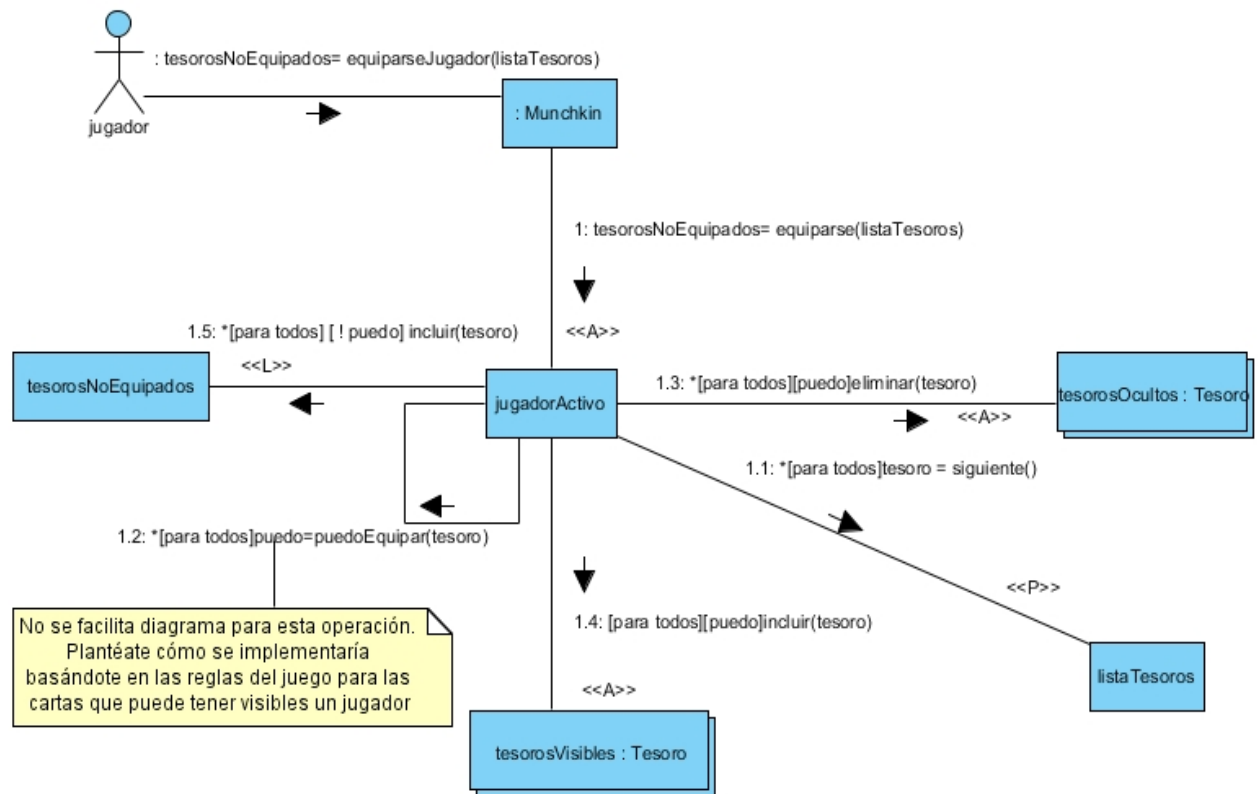 : tesorosNoEquipados= equiparseJugador(listaTesoros)
jugador
: Munchkin
1: tesorosNoEquipados= equiparse(listaTesoros)
<<A>>
1.5: *[para todos] [ ! puedo] incluir(tesoro)
<<L>>
tesorosNoEquipados
jugadorActivo
1.3: *[para todos][puedo]eliminar(tesoro)
<<A>>
tesorosOcultos : Tesoro
1.1: *[para todos]tesoro = siguiente()
<<P>>
listaTesoros
1.2: *[para todos]puedo=puedoEquipar(tesoro)
No se facilita diagrama para esta operación.
Plantéate cómo se implementaría
basándote en las reglas del juego para las
cartas que puede tener visibles un jugador
1.4: [para todos][puedo]incluir(tesoro)
<<A>>
tesorosVisibles : Tesoro